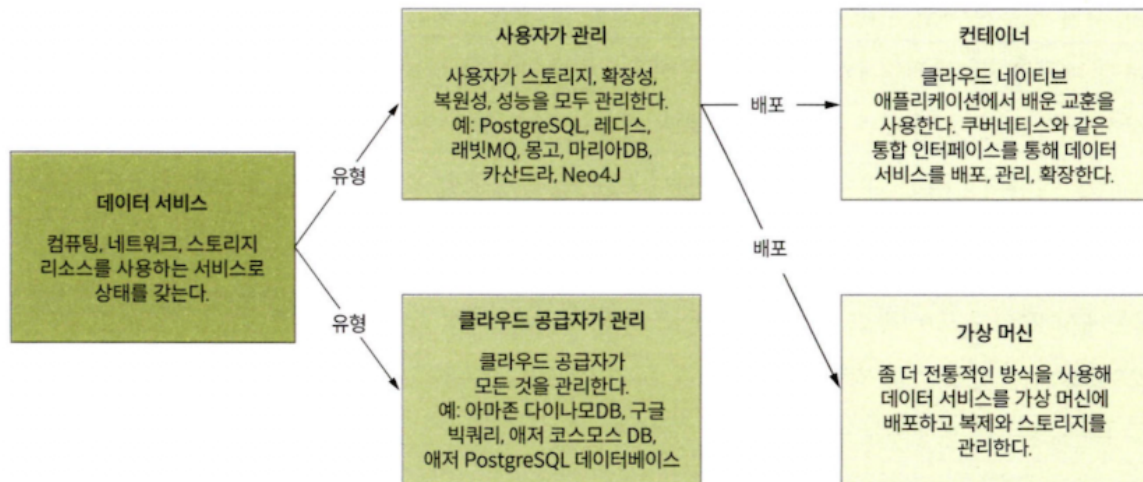 데이터 서비스
컴퓨팅, 네트워크, 스토리지
리소스를 사용하는 서비스로
상태를 갖는다.
유형
유형
사용자가 관리
사용자가 스토리지, 확장성,
복원성, 성능을 모두 관리한다.
예: PostgreSQL, 레디스,
래빗MQ, 몽고, 마리아DB,
카산드라, Neo4J
클라우드 공급자가 관리
클라우드 공급자가
모든 것을 관리한다.
예: 아마존 다이나모DB, 구글
빅쿼리, 애저 코스모스 DB,
애저 PostgreSQL 데이터베이스
배포
배포
컨테이너
클라우드 네이티브
애플리케이션에서 배운 교훈을
사용한다. 쿠버네티스와 같은
통합 인터페이스를 통해 데이터
서비스를 배포, 관리, 확장한다.
가상 머신
좀 더 전통적인 방식을 사용해
데이터 서비스를 가상 머신에
배포하고 복제와 스토리지를
관리한다.